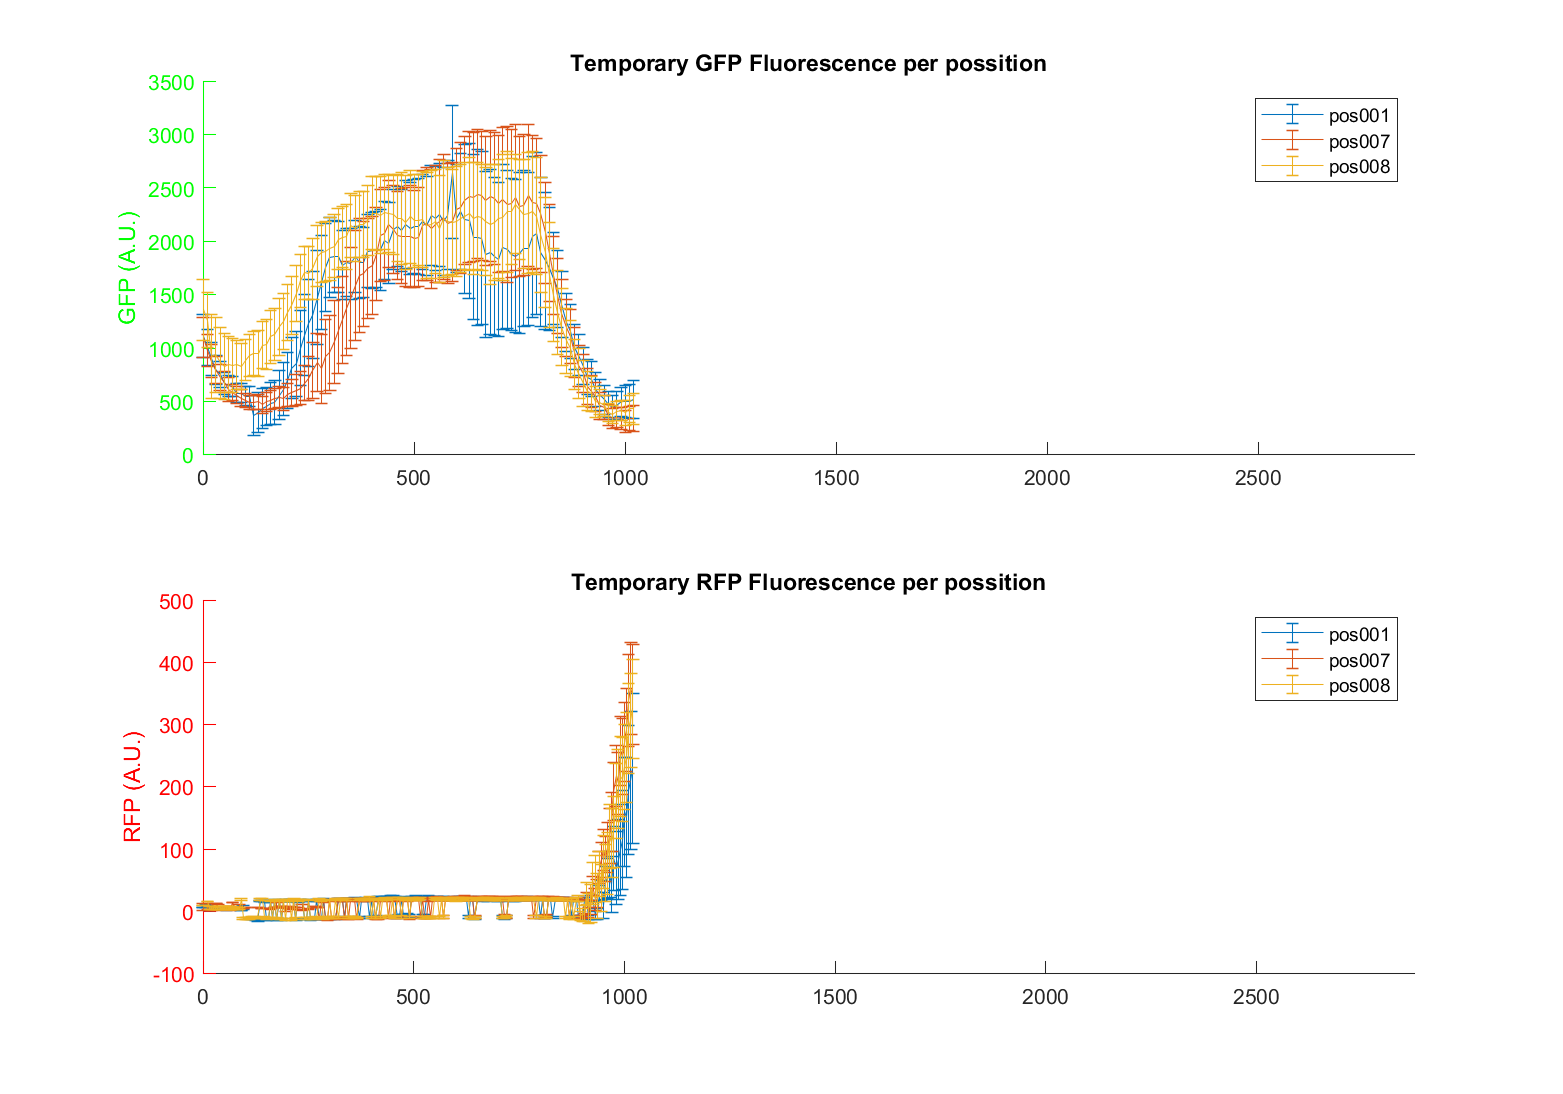 Temporary GFP Fluorescence per possition
3500
3000
2500
2000
1500
1000
500
0
GFP (A.U.)
pos001
pos007
pos008
0 500 1000 1500 2000 2500
Temporary RFP Fluorescence per possition
500
400
300
200
100
0
-100
RFP (A.U.)
pos001
pos007
pos008
0 500 1000 1500 2000 2500